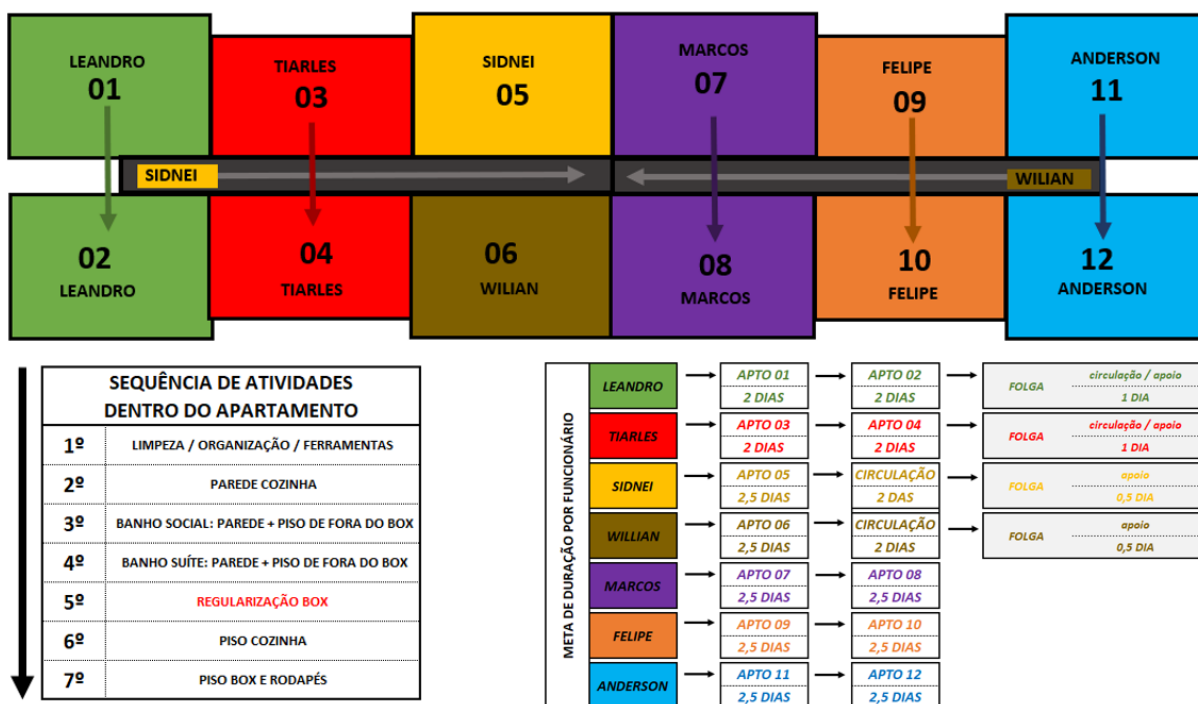 LEANDRO
01
TIARLES
03
SIDNEI
05
MARCOS
07
FELIPE
09
ANDERSON
11
SIDNEI
WILIAN
02
LEANDRO
04
TIARLES
06
WILIAN
08
MARCOS
10
FELIPE
12
ANDERSON
SEQUÊNCIA DE ATIVIDADES
DENTRO DO APARTAMENTO
1º LIMPEZA / ORGANIZAÇÃO / FERRAMENTAS
2º PAREDE COZINHA
3º BANHO SOCIAL: PAREDE + PISO DE FORA DO BOX
4º BANHO SUÍTE: PAREDE + PISO DE FORA DO BOX
5º REGULARIZAÇÃO BOX
6º PISO COZINHA
7º PISO BOX E RODAPÉS
META DE DURAÇÃO POR FUNCIONÁRIO
LEANDRO
APTO 01
2 DIAS
APTO 02
2 DIAS
FOLGA
circulação / apoio
1 DIA
TIARLES
APTO 03
2 DIAS
APTO 04
2 DIAS
FOLGA
circulação / apoio
1 DIA
SIDNEI
APTO 05
2,5 DIAS
CIRCULAÇÃO
2 DAS
FOLGA
apoio
0,5 DIA
WILLIAN
APTO 06
2,5 DIAS
CIRCULAÇÃO
2 DIAS
FOLGA
apoio
0,5 DIA
MARCOS
APTO 07
2,5 DIAS
APTO 08
2,5 DIAS
FELIPE
APTO 09
2,5 DIAS
APTO 10
2,5 DIAS
ANDERSON
APTO 11
2,5 DIAS
APTO 12
2,5 DIAS